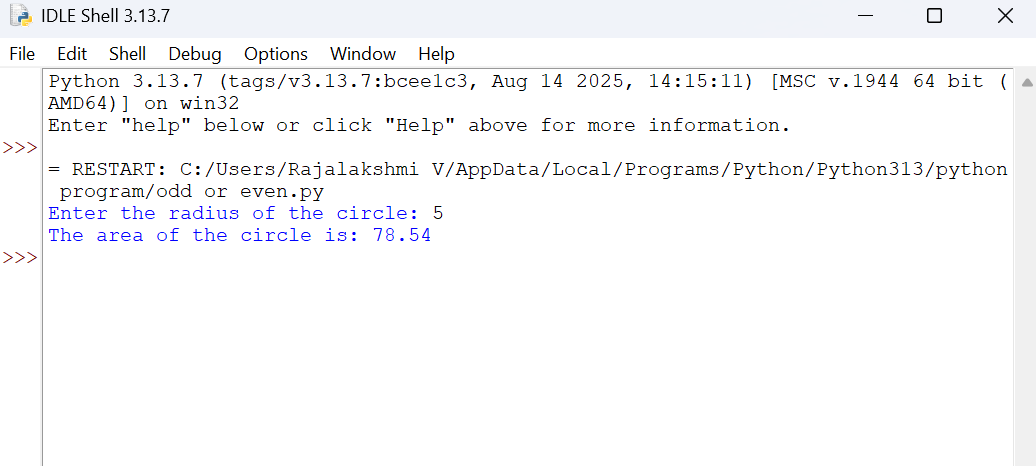 IDLE Shell 3.13.7
File Edit Shell Debug Options Window Help
Python 3.13.7 (tags/v3.13.7:bcee1c3, Aug 14 2025, 14:15:11) [MSC v.1944 64 bit (
AMD64)] on win32
Enter "help" below or click "Help" above for more information.
>>>
= RESTART: C:/Users/Rajalakshmi V/AppData/Local/Programs/Python/Python313/python
program/odd or even.py
Enter the radius of the circle: 5
The area of the circle is: 78.54
>>>